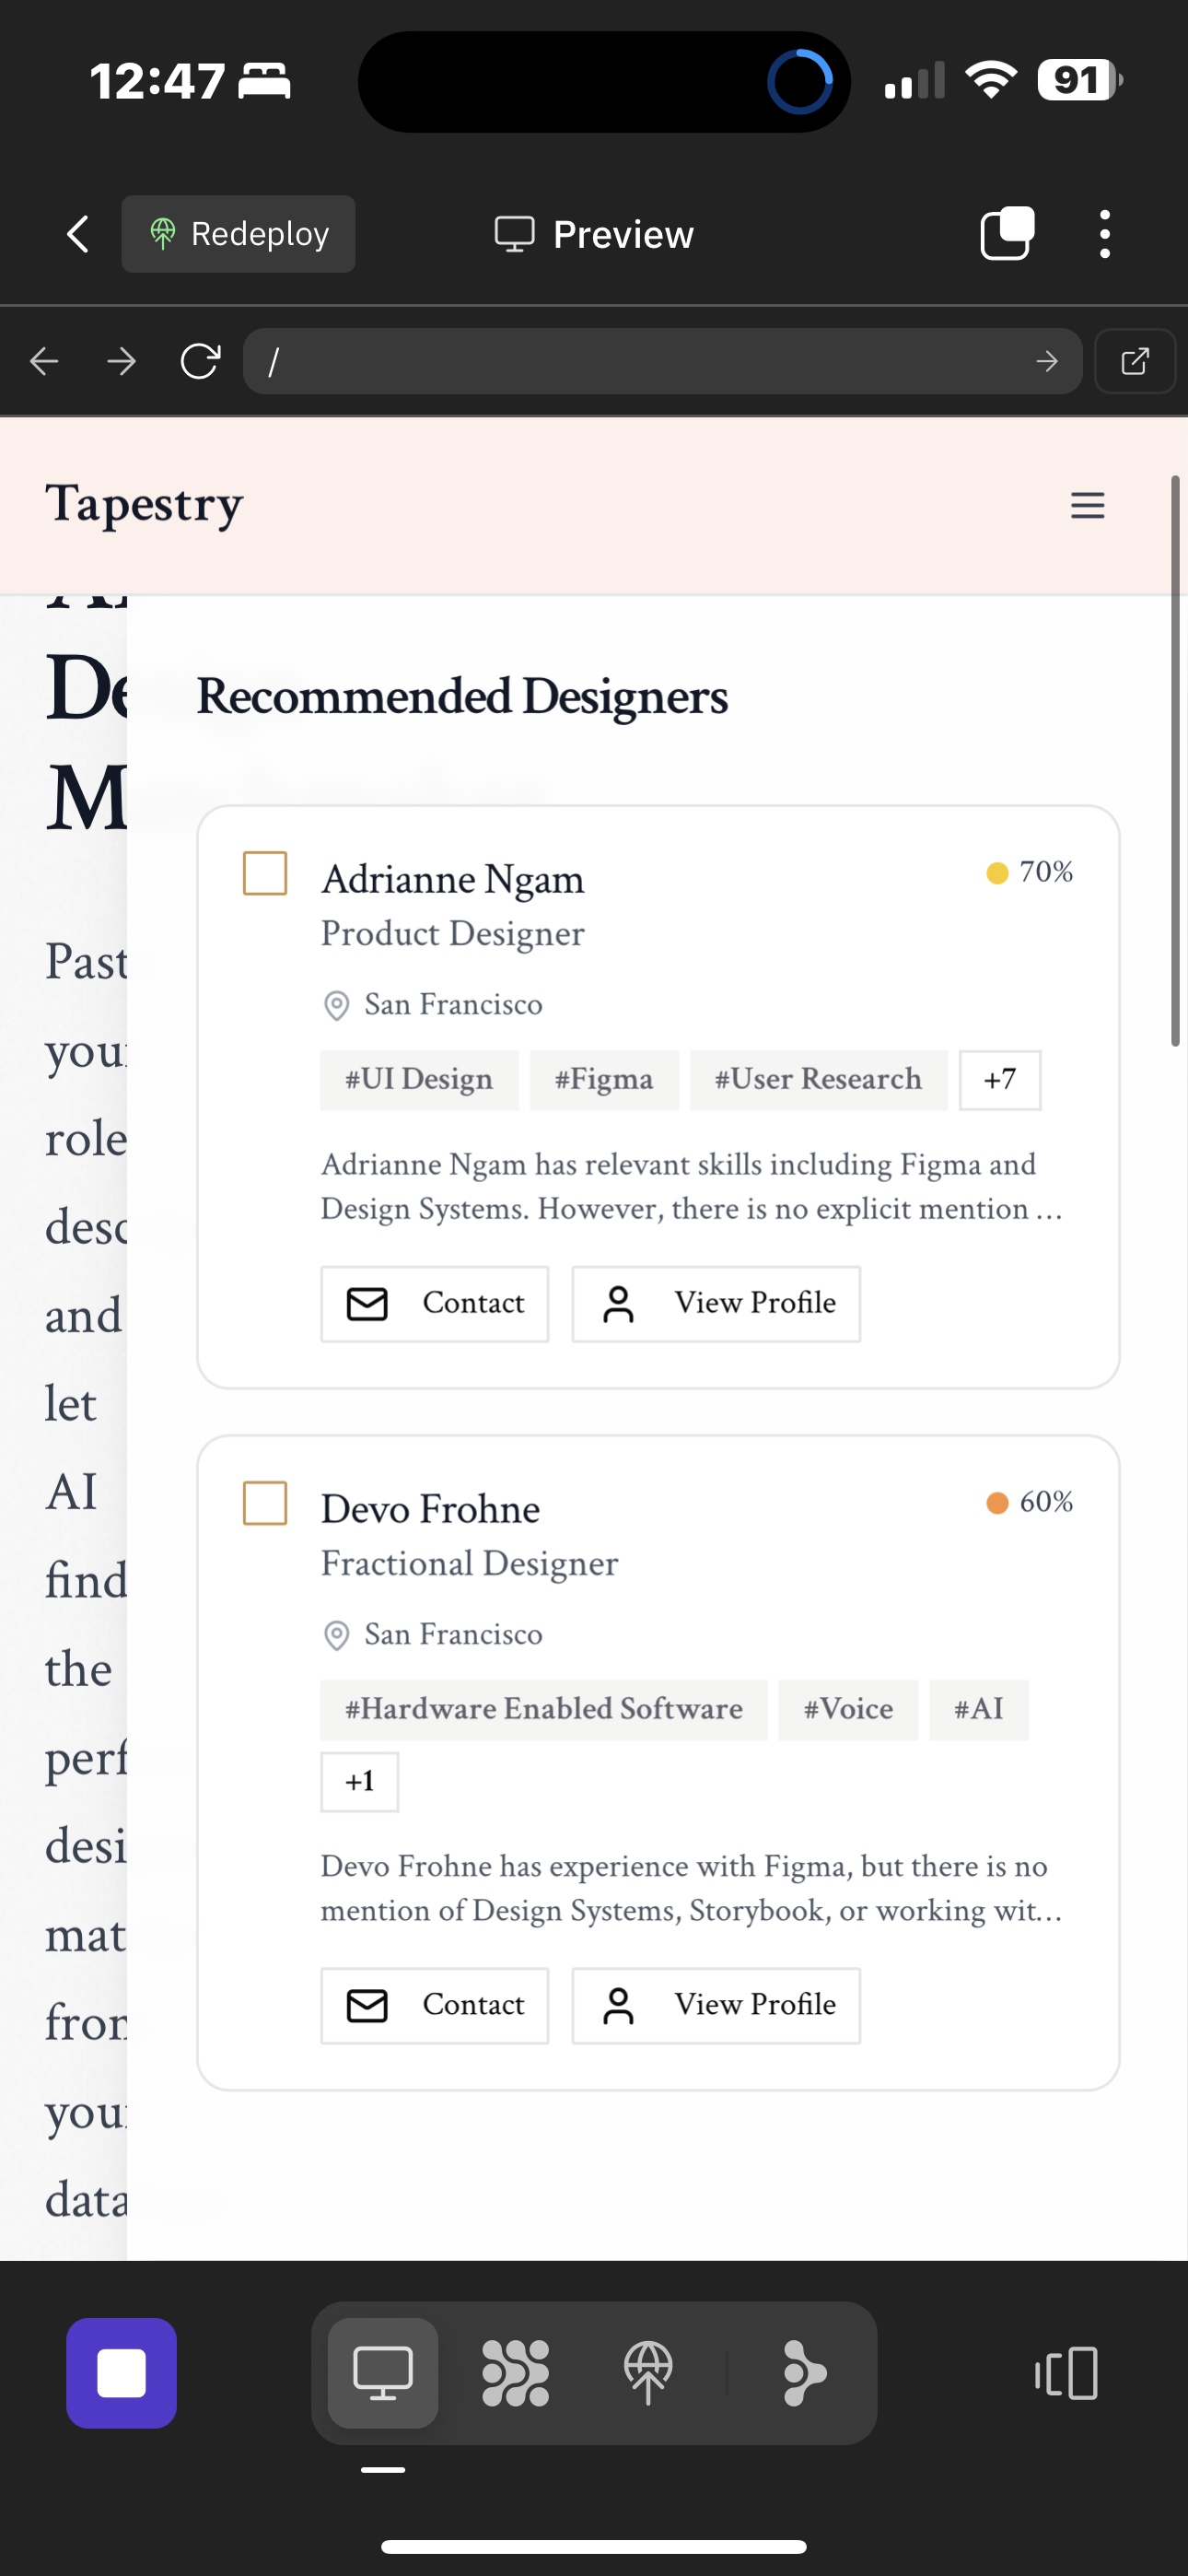 12:47
91
Redeploy
Preview
/
Tapestry
Recommended Designers
Adrianne Ngam
70%
Product Designer
San Francisco
#UI Design
#Figma
#User Research
+7
Adrianne Ngam has relevant skills including Figma and
Design Systems. However, there is no explicit mention ...
Contact
View Profile
Devo Frohne
60%
Fractional Designer
San Francisco
#Hardware Enabled Software
#Voice
#AI
+1
Devo Frohne has experience with Figma, but there is no
mention of Design Systems, Storybook, or working wit...
Contact
View Profile
De
M
Past
your
role
desc
and
let
AI
find
the
perf
desi
mat
from
your
data